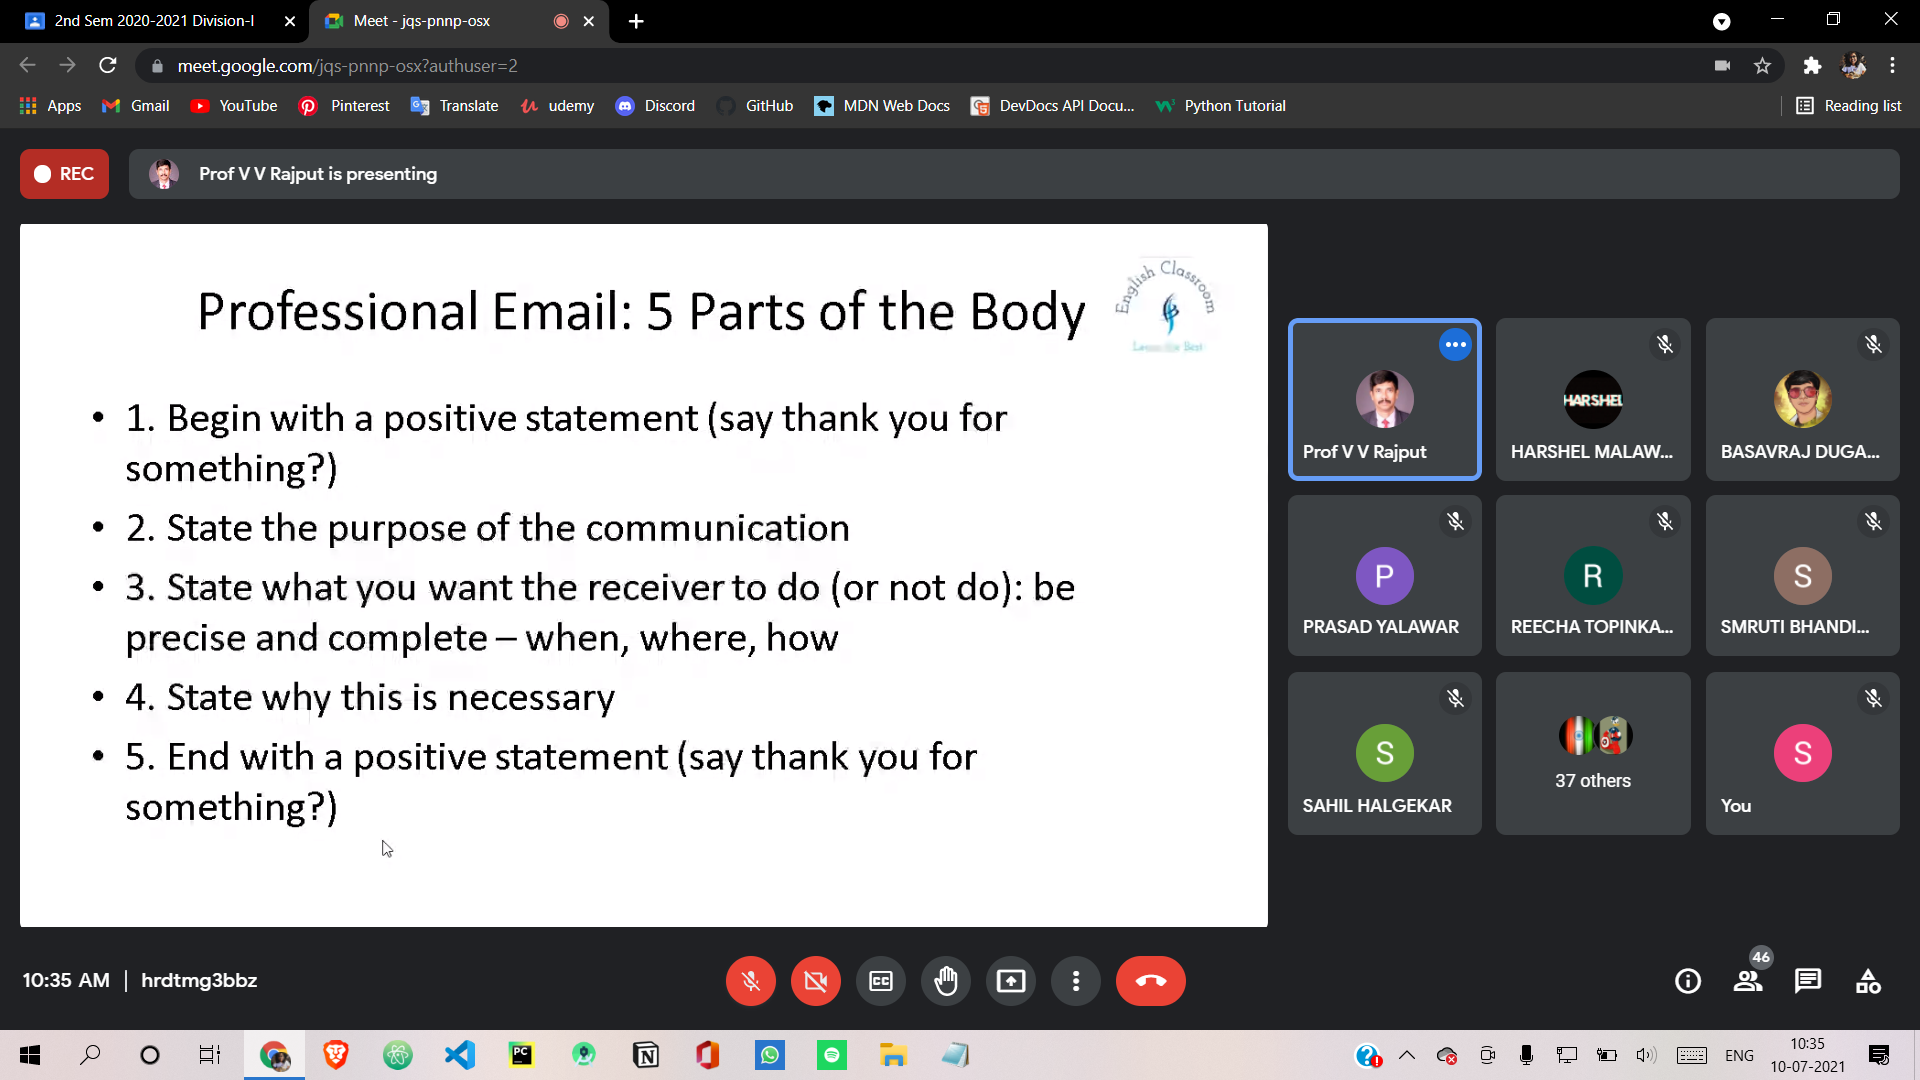 2nd Sem 2020-2021 Division-I
Meet - jqs-pnnp-osx
meet.google.com/jqs-pnnp-osx?authuser=2
Apps Gmail YouTube Pinterest Translate udemy Discord GitHub MDN Web Docs DevDocs API Docu... Python Tutorial Reading list
REC
Prof V V Rajput is presenting
Professional Email: 5 Parts of the Body
English Classroom
• 1. Begin with a positive statement (say thank you for
something?)
• 2. State the purpose of the communication
• 3. State what you want the receiver to do (or not do): be
precise and complete – when, where, how
• 4. State why this is necessary
• 5. End with a positive statement (say thank you for
something?)
Prof V V Rajput
HARSHEL
HARSHEL MALAW...
BASAVRAJ DUGA...
P
PRASAD YALAWAR
R
REECHA TOPINKA...
S
SMRUTI BHANDI...
S
SAHIL HALGEKAR
37 others
S
You
10:35 AM | hrdtmg3bbz
46
PC
ENG
10:35
10-07-2021